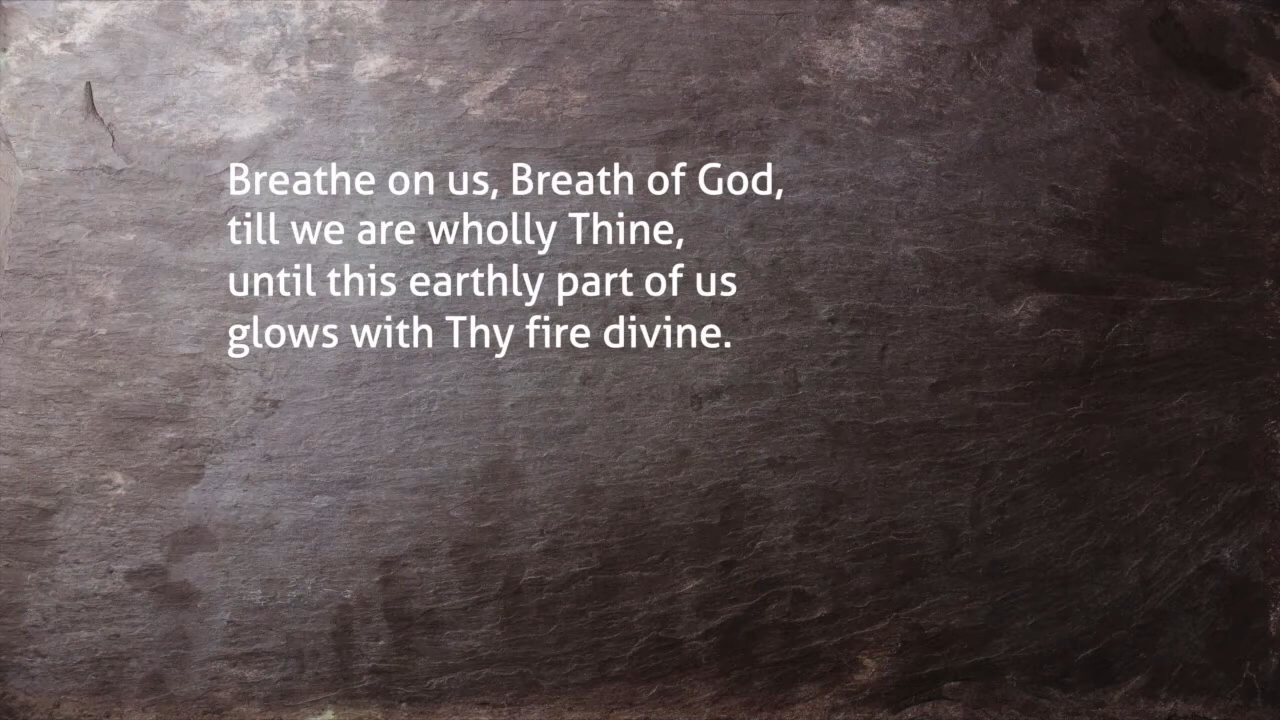 Breathe on us, Breath of God,
till we are wholly Thine,
until this earthly part of us
glows with Thy fire divine.